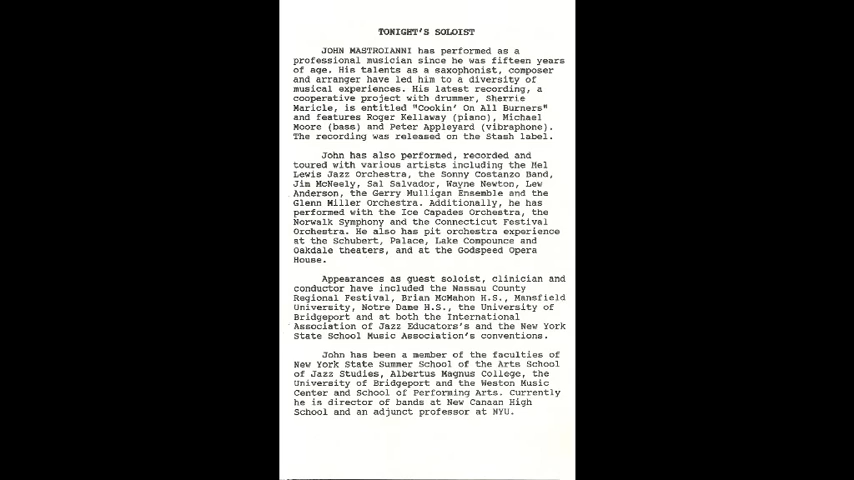 TONIGHT'S SOLOIST
JOHN MASTROIANNI has performed as a
professional musician since he was fifteen years
of age. His talents as a saxophonist, composer
and arranger have led him to a diversity of
musical experiences. His latest recording, a
cooperative project with drummer, Sherrie
Maricle, is entitled "Cookin' On All Burners"
and features Roger Kellaway (piano), Michael
Moore (bass) and Peter Appleyard (vibraphone).
The recording was released on the Stash label.
John has also performed, recorded and
toured with various artists including the Mel
Lewis Jazz Orchestra, the Sonny Costanzo Band,
Jim McNeely, Sal Salvador, Wayne Newton, Lew
Anderson, the Gerry Mulligan Ensemble and the
Glenn Miller Orchestra. Additionally, he has
performed with the Ice Capades Orchestra, the
Norwalk Symphony and the Connecticut Festival
Orchestra. He also has pit orchestra experience
at the Schubert, Palace, Lake Compounce and
Oakdale theaters, and at the Godspeed Opera
House.
Appearances as guest soloist, clinician and
conductor have included the Nassau County
Regional Festival, Brian McMahon H.S., Mansfield
University, Notre Dame H.S., the University of
Bridgeport and at both the International
Association of Jazz Educators's and the New York
State School Music Association's conventions.
John has been a member of the faculties of
New York State Summer School of the Arts School
of Jazz Studies, Albertus Magnus College, the
University of Bridgeport and the Weston Music
Center and School of Performing Arts. Currently
he is director of bands at New Canaan High
School and an adjunct professor at NYU.